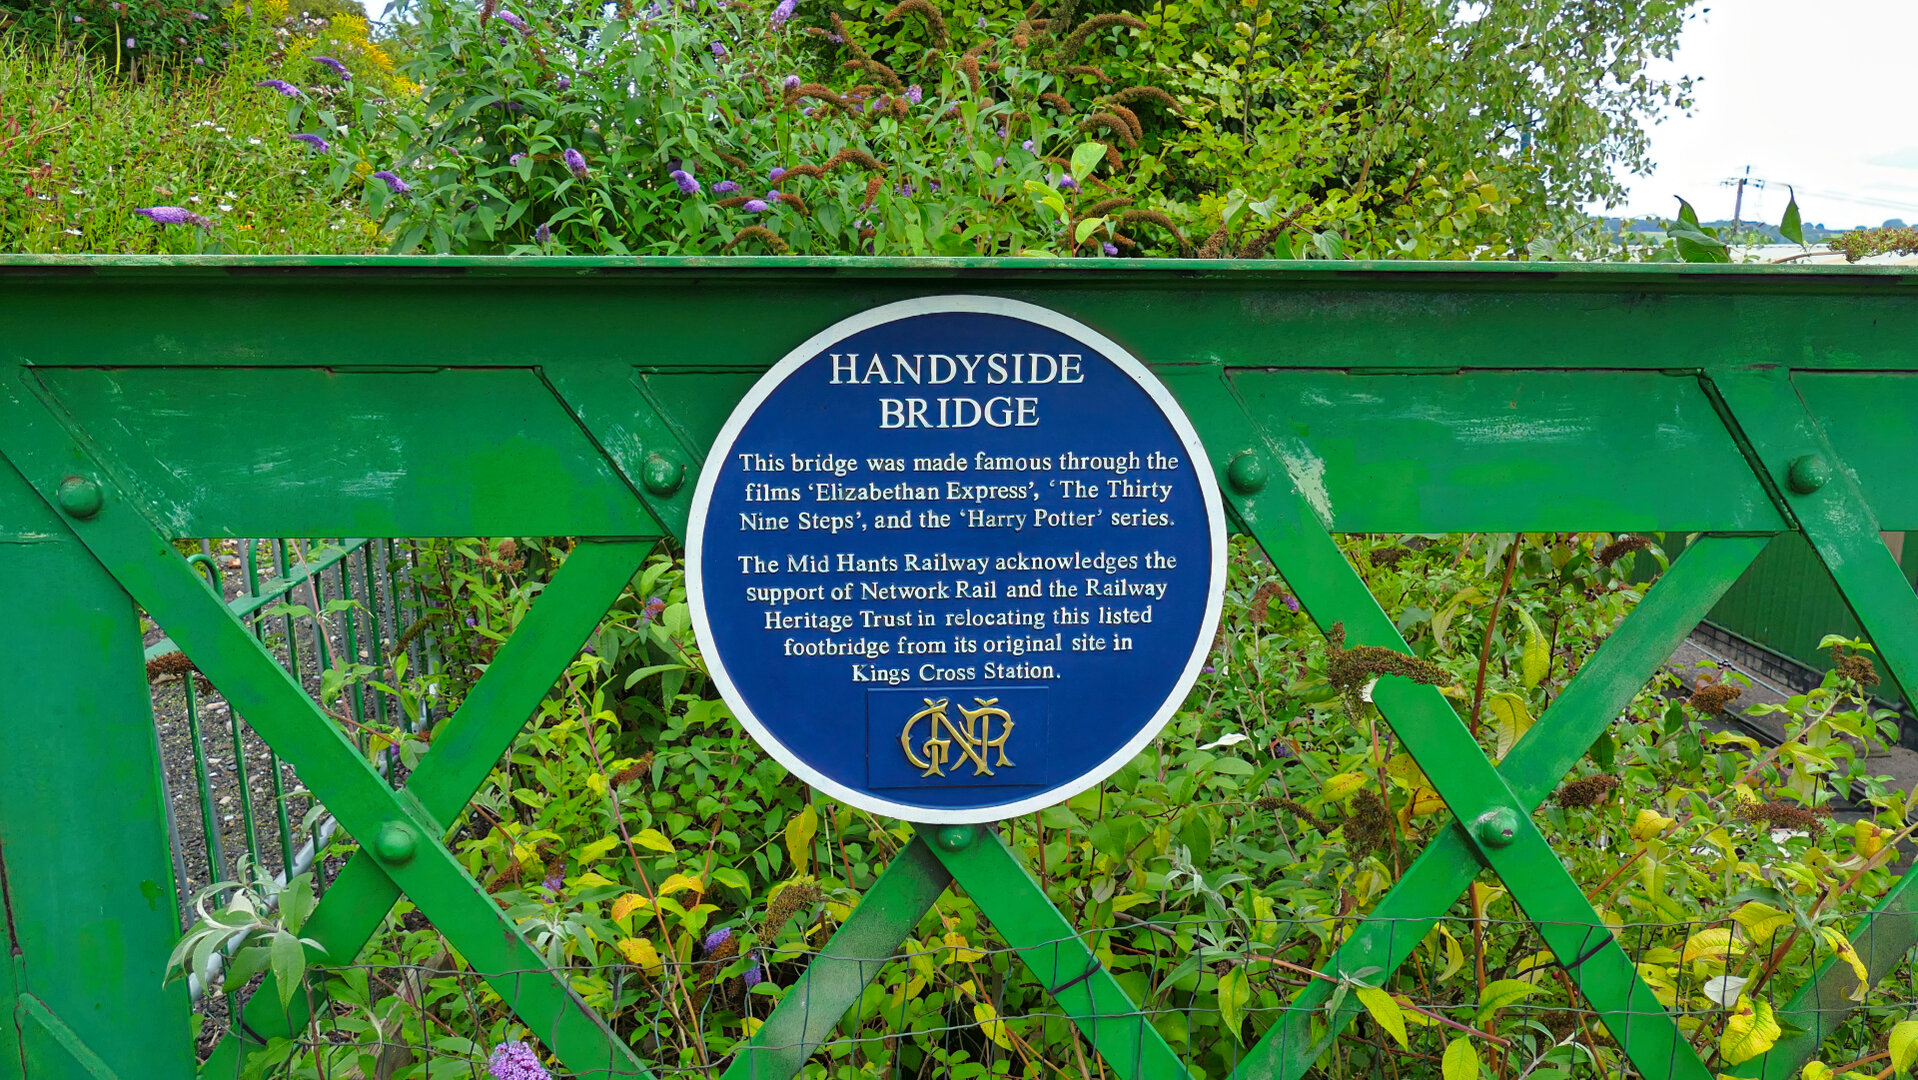 HANDYSIDE
BRIDGE
This bridge was made famous through the
films ‘Elizabethan Express’, ‘The Thirty
Nine Steps’, and the ‘Harry Potter’ series.
The Mid Hants Railway acknowledges the
support of Network Rail and the Railway
Heritage Trust in relocating this listed
footbridge from its original site in
Kings Cross Station.
GNR